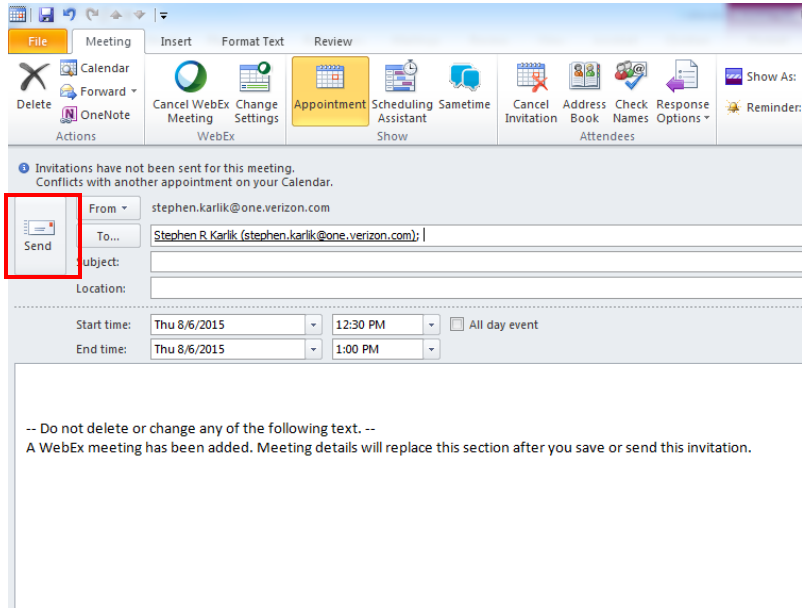 File Meeting Insert Format Text Review
Delete
Calendar
Forward
OneNote
Actions
Cancel WebEx Meeting
Change Settings
WebEx
Appointment
Scheduling Assistant
Sametime
Show
Cancel Invitation
Address Book
Check Names
Response Options
Attendees
Show As:
Reminder:
Invitations have not been sent for this meeting.
Conflicts with another appointment on your Calendar.
Send
From stephen.karlik@one.verizon.com
To... Stephen R Karlik (stephen.karlik@one.verizon.com);
ubject:
Location:
Start time: Thu 8/6/2015 12:30 PM All day event
End time: Thu 8/6/2015 1:00 PM
-- Do not delete or change any of the following text. --
A WebEx meeting has been added. Meeting details will replace this section after you save or send this invitation.